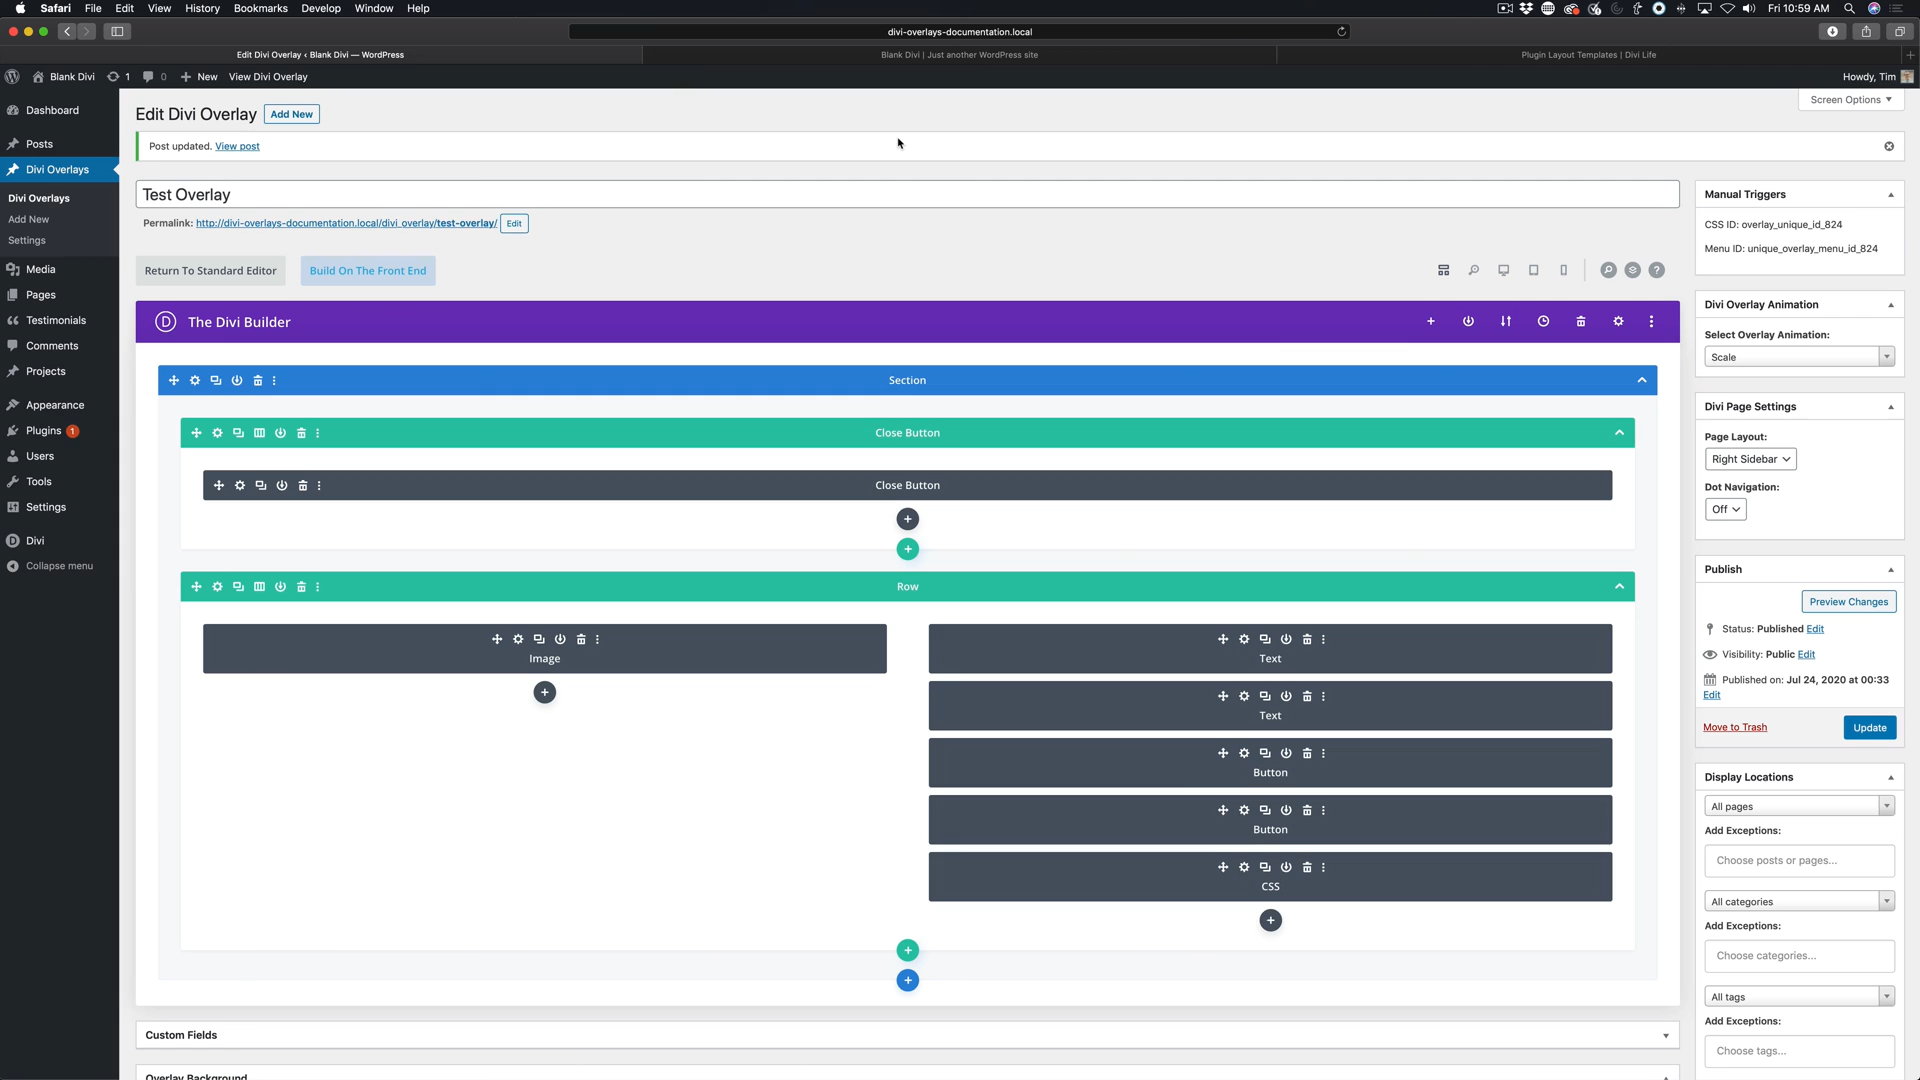 Safari File Edit View History Bookmarks Develop Window Help
Fri 10:59 AM
divi-overlays-documentation.local
Edit Divi Overlay ‹ Blank Divi — WordPress
Blank Divi | Just another WordPress site
Plugin Layout Templates | Divi Life
Blank Divi 1 0 + New View Divi Overlay
Howdy, Tim
Dashboard
Posts
Divi Overlays
Divi Overlays
Add New
Settings
Media
Pages
Testimonials
Comments
Projects
Appearance
Plugins 1
Users
Tools
Settings
Divi
Collapse menu
Screen Options ▼
Edit Divi Overlay Add New
Post updated. View post
Test Overlay
Permalink: http://divi-overlays-documentation.local/divi_overlay/test-overlay/ Edit
Return To Standard Editor
Build On The Front End
?
D The Divi Builder
Section
Close Button
Close Button
Row
Image
Text
Text
Button
Button
CSS
Custom Fields
Overlay Background
Manual Triggers
CSS ID: overlay_unique_id_824
Menu ID: unique_overlay_menu_id_824
Divi Overlay Animation
Select Overlay Animation:
Scale
Divi Page Settings
Page Layout:
Right Sidebar
Dot Navigation:
Off
Publish
Preview Changes
Status: Published Edit
Visibility: Public Edit
Published on: Jul 24, 2020 at 00:33
Edit
Move to Trash
Update
Display Locations
All pages
Add Exceptions:
Choose posts or pages...
All categories
Add Exceptions:
Choose categories...
All tags
Add Exceptions:
Choose tags...